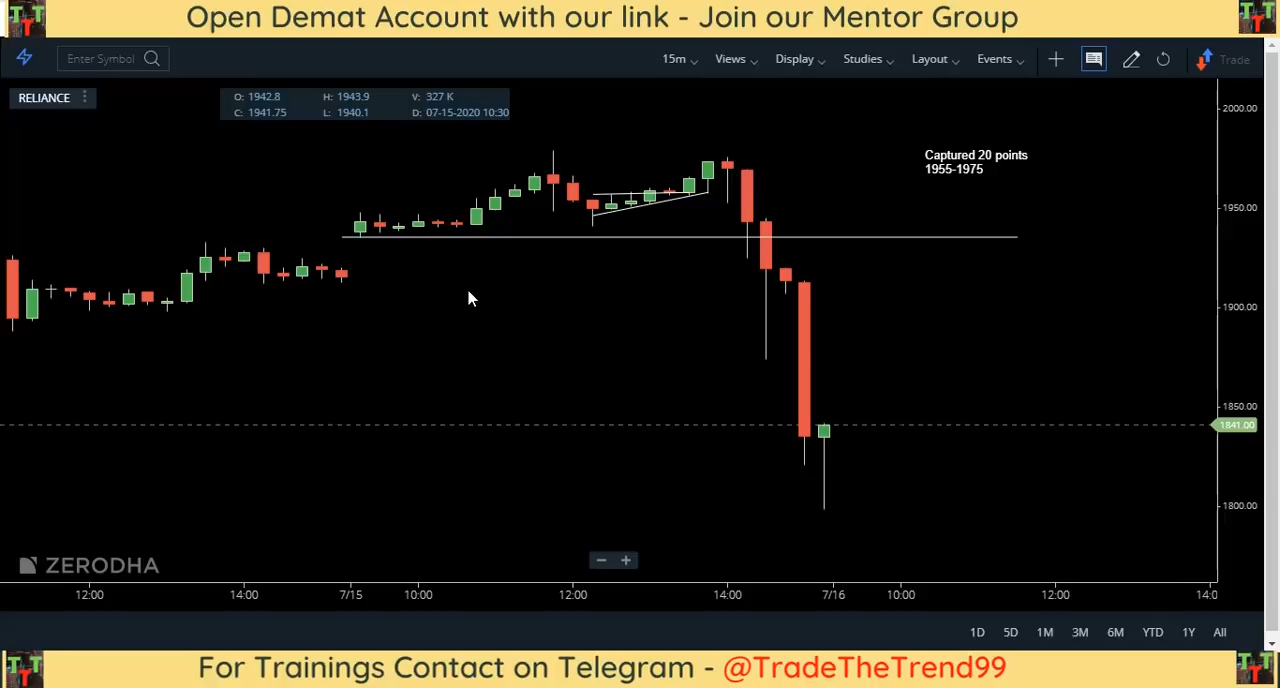 Open Demat Account with our link - Join our Mentor Group
TTT
TTT
Enter Symbol
15m
Views
Display
Studies
Layout
Events
Trade
RELIANCE
O: 1942.8 H: 1943.9 V: 327 K
C: 1941.75 L: 1940.1 D: 07-15-2020 10:30
Captured 20 points
1955-1975
2000.00
1950.00
1900.00
1850.00
1841.00
1800.00
ZERODHA
12:00 14:00 7/15 10:00 12:00 14:00 7/16 10:00 12:00 14:0
1D 5D 1M 3M 6M YTD 1Y All
TTT
For Trainings Contact on Telegram - @TradeTheTrend99
TTT